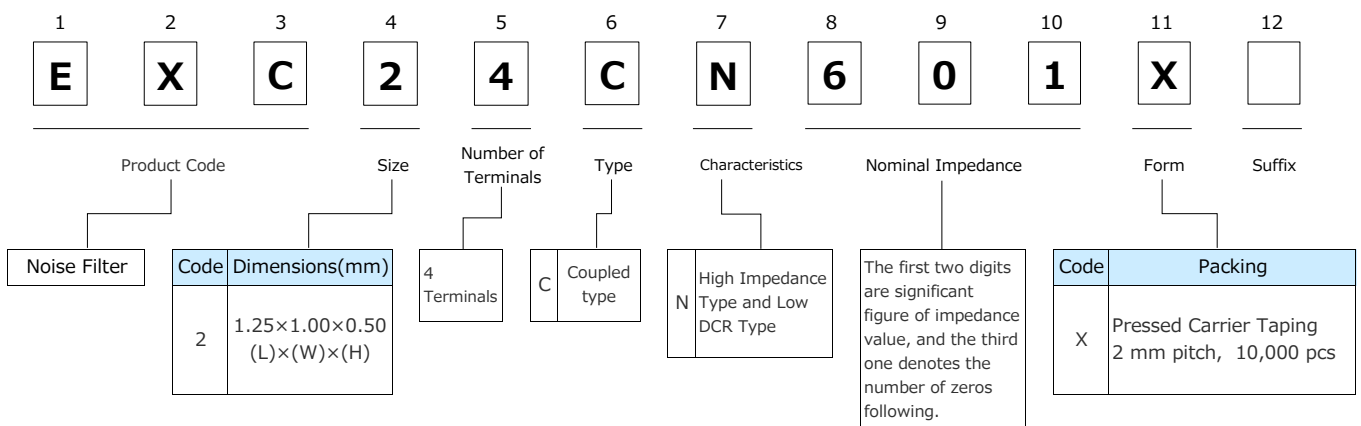 1 2 3 4 5 6 7 8 9 10 11 12
E X C 2 4 C N 6 0 1 X
Product Code Size Number of Terminals Type Characteristics Nominal Impedance Form Suffix
Noise Filter
Code Dimensions(mm)
2 1.25×1.00×0.50
(L)×(W)×(H)
4
Terminals
C Coupled
type
N High Impedance
Type and Low
DCR Type
The first two digits
are significant
figure of impedance
value, and the third
one denotes the
number of zeros
following.
Code Packing
X Pressed Carrier Taping
2 mm pitch, 10,000 pcs